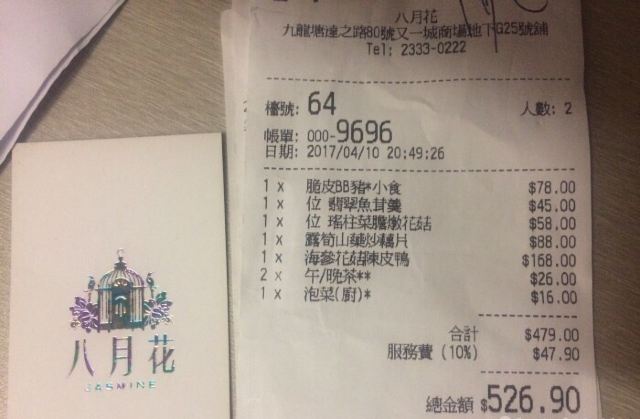 八月花
九龍塘達之路80號又一城商場地下G25號舖
Tel: 2333-0222
檯號: 64 人數: 2
帳單: 000-9696
日期: 2017/04/10 20:49:26
1 x 脆皮BB豬*小食 $78.00
1 x 位 翡翠魚茸羹 $45.00
1 x 位 瑤柱菜膽燉花菇 $58.00
1 x 露筍山藥炒藕片 $88.00
1 x 海參花菇陳皮鴨 $168.00
2 x 午/晚茶** $26.00
1 x 泡菜(廚)* $16.00
合計 $479.00
服務費 (10%) $47.90
總金額 $526.90
八月花
JASMINE